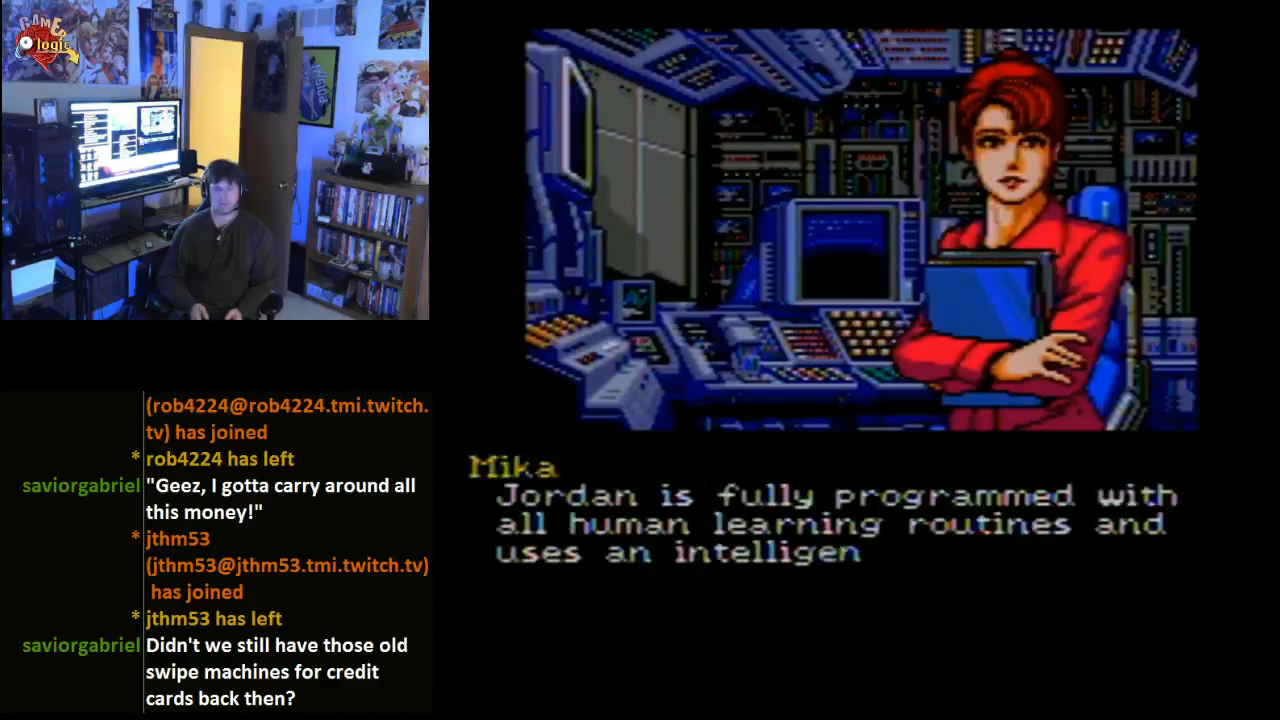 GAMER
logic
(rob4224@rob4224.tmi.twitch.
tv) has joined
* rob4224 has left
saviorgabriel "Geez, I gotta carry around all
this money!"
* jthm53
(jthm53@jthm53.tmi.twitch.tv)
has joined
* jthm53 has left
saviorgabriel Didn't we still have those old
swipe machines for credit
cards back then?
Mika
Jordan is fully programmed with
all human learning routines and
uses an intelligen